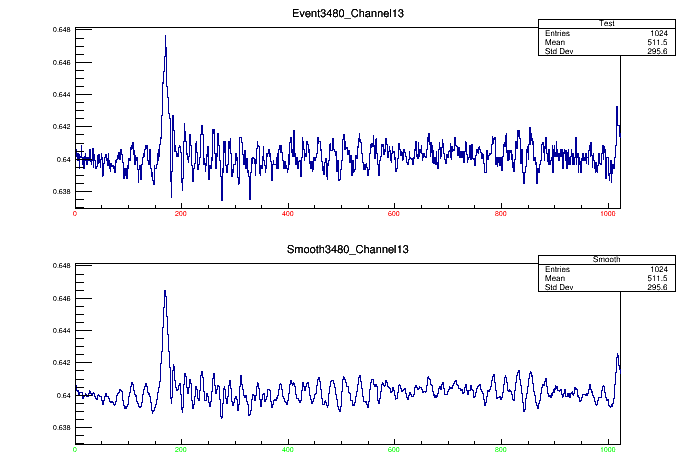 Event3480_Channel13
Test
Entries 1024
Mean 511.5
Std Dev 295.6
0.648
0.646
0.644
0.642
0.64
0.638
0 200 400 600 800 1000
Smooth3480_Channel13
Smooth
Entries 1024
Mean 511.5
Std Dev 295.6
0.648
0.646
0.644
0.642
0.64
0.638
0 200 400 600 800 1000